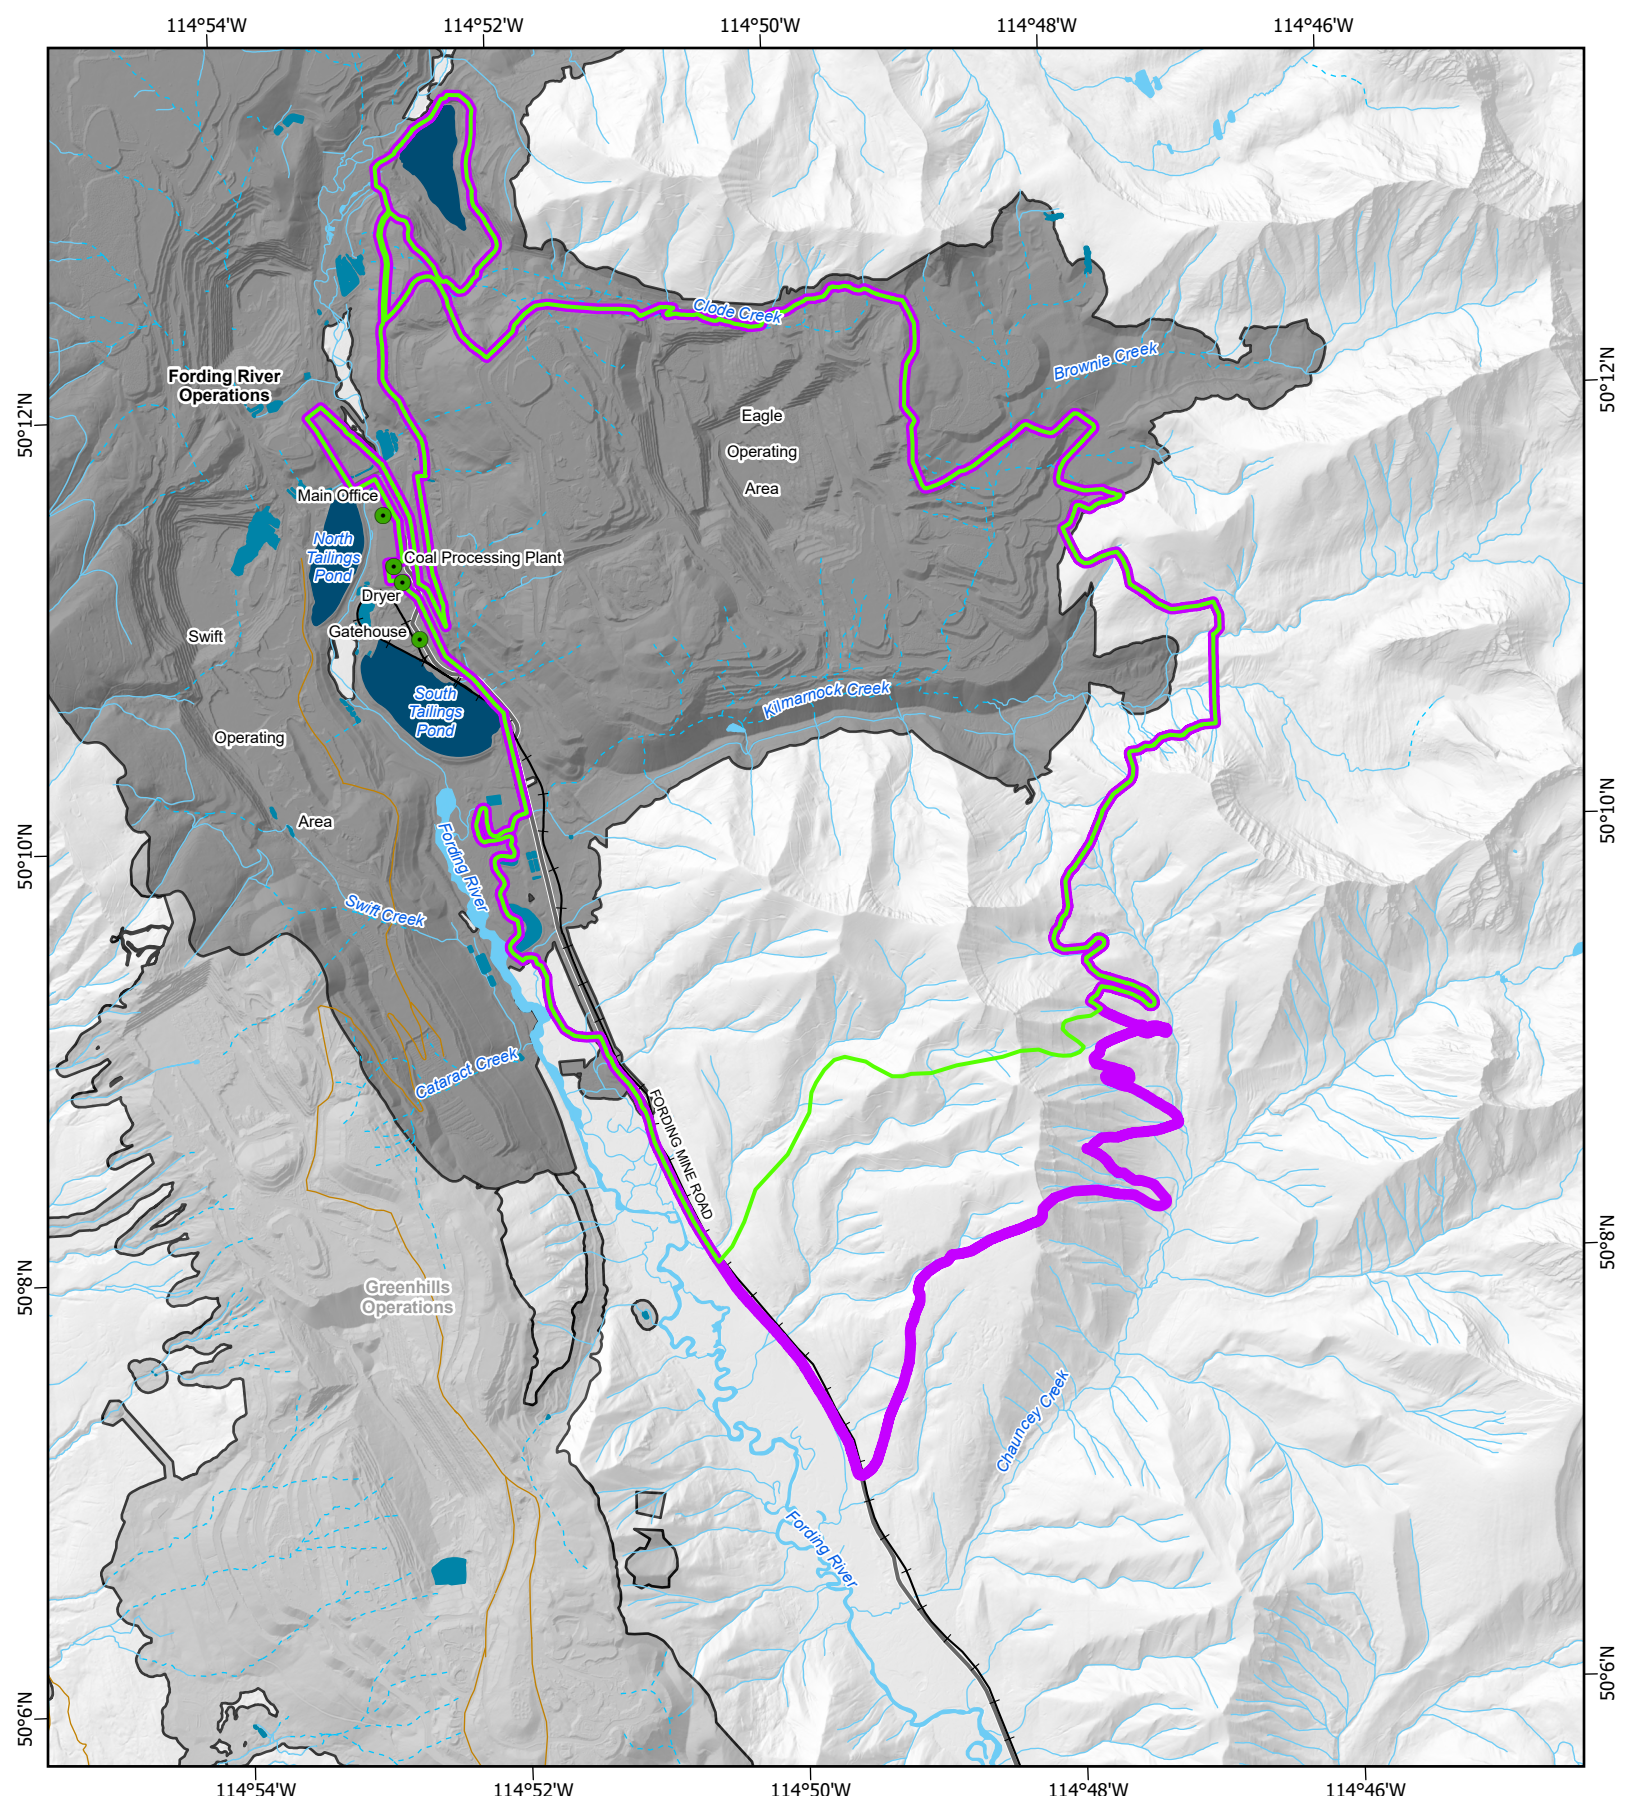 114°54'W
114°52'W
114°50'W
114°48'W
114°46'W
Clode Creek
Brownie Creek
50°12'N
Fording River
Operations
50°12'N
Eagle
Operating
Area
Main Office
North
Tailings
Pond
Coal Processing Plant
Dryer
Gatehouse
Swift
Kilmarnock Creek
South
Tailings
Pond
Operating
50°10'N
Area
50°10'N
Fording River
Swift Creek
Cataract Creek
FORDING MINE ROAD
50°8'N
50°8'N
Greenhills
Operations
Chauncey Creek
Fording River
50°6'N
50°6'N
114°54'W
114°52'W
114°50'W
114°48'W
114°46'W